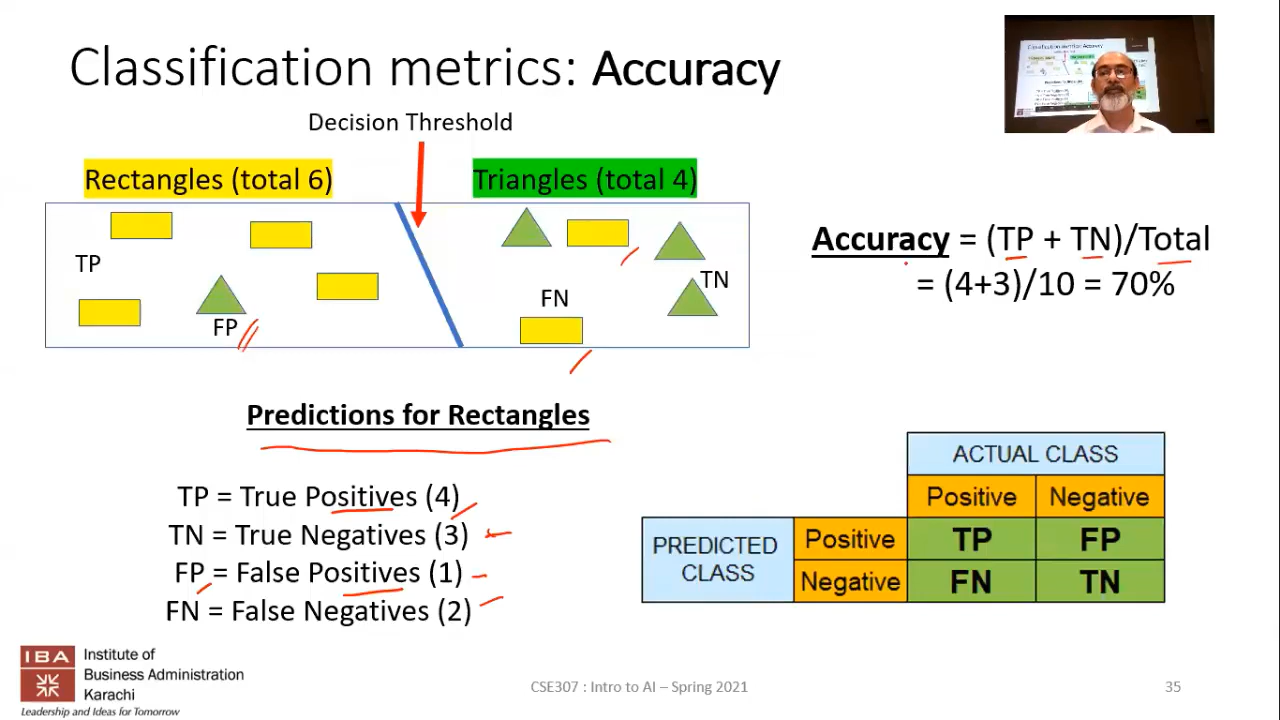 Classification metrics: Accuracy
Decision Threshold
Rectangles (total 6)
Triangles (total 4)
TP
FP
FN
TN
Accuracy = (TP + TN)/Total
= (4+3)/10 = 70%
Predictions for Rectangles
TP = True Positives (4)
TN = True Negatives (3)
FP = False Positives (1)
FN = False Negatives (2)
ACTUAL CLASS
Positive Negative
PREDICTED CLASS
Positive TP FP
Negative FN TN
IBA
Institute of
Business Administration
Karachi
Leadership and Ideas for Tomorrow
CSE307 : Intro to AI – Spring 2021
35